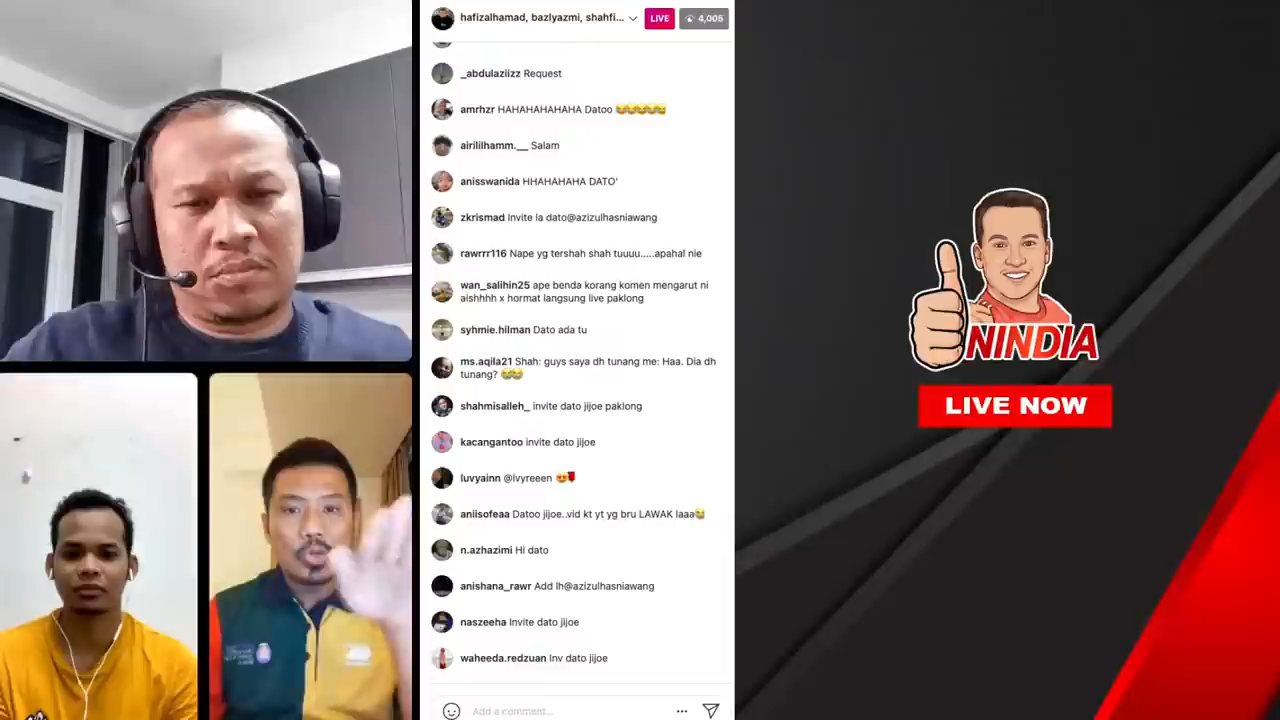 hafizalhamad, bazlyazmi, shahfi...
LIVE
4,005
_abdulaziizz Request
amrhzr HAHAHAHAHAHA Datoo
airililhamm.__ Salam
anisswanida HHAHAHAHA DATO'
zkrismad Invite la dato@azizulhasniawang
rawrrr116 Nape yg tershah shah tuuuu.....apahal nie
wan_salihin25 ape benda korang komen mengarut ni
aishhhh x hormat langsung live paklong
syhmie.hilman Dato ada tu
ms.aqila21 Shah: guys saya dh tunang me: Haa. Dia dh
tunang?
shahmisalleh_ invite dato jijoe paklong
kacangantoo invite dato jijoe
luvyainn @lvyreeen
aniisofeaa Datoo jijoe..vid kt yt yg bru LAWAK laaa
n.azhazimi Hi dato
anishana_rawr Add lh@azizulhasniawang
naszeeha Invite dato jijoe
waheeda.redzuan Inv dato jijoe
Add a comment...
NINDIA
LIVE NOW